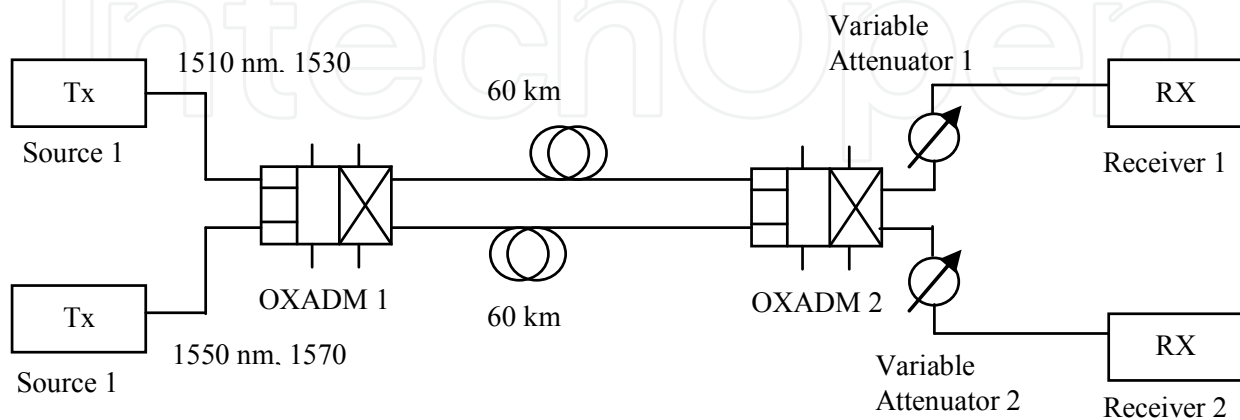 IntechOpen
Variable
Attenuator 1
1510 nm, 1530
60 km
Tx
RX
Source 1
Receiver 1
OXADM 1
60 km
OXADM 2
Tx
RX
1550 nm, 1570
Source 1
Variable
Attenuator 2
Receiver 2